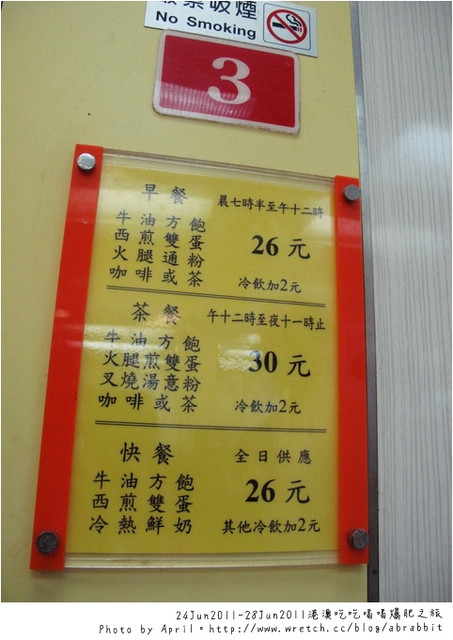 禁吸煙
No Smoking
3
早餐 晨七時半至午十二時
牛油方飽
西煎雙蛋 26元
火腿通粉
咖啡或茶 冷飲加2元
茶餐 午十二時至夜十一時止
牛油方飽
火腿煎雙蛋 30元
叉燒湯意粉
咖啡或茶 冷飲加2元
快餐 全日供應
牛油方飽
西煎雙蛋 26元
冷熱鮮奶 其他冷飲加2元
24Jun2011-28Jun2011港澳吃吃喝喝爆肥之旅
Photo by April。http://www.wretch.cc/blog/abrabbit